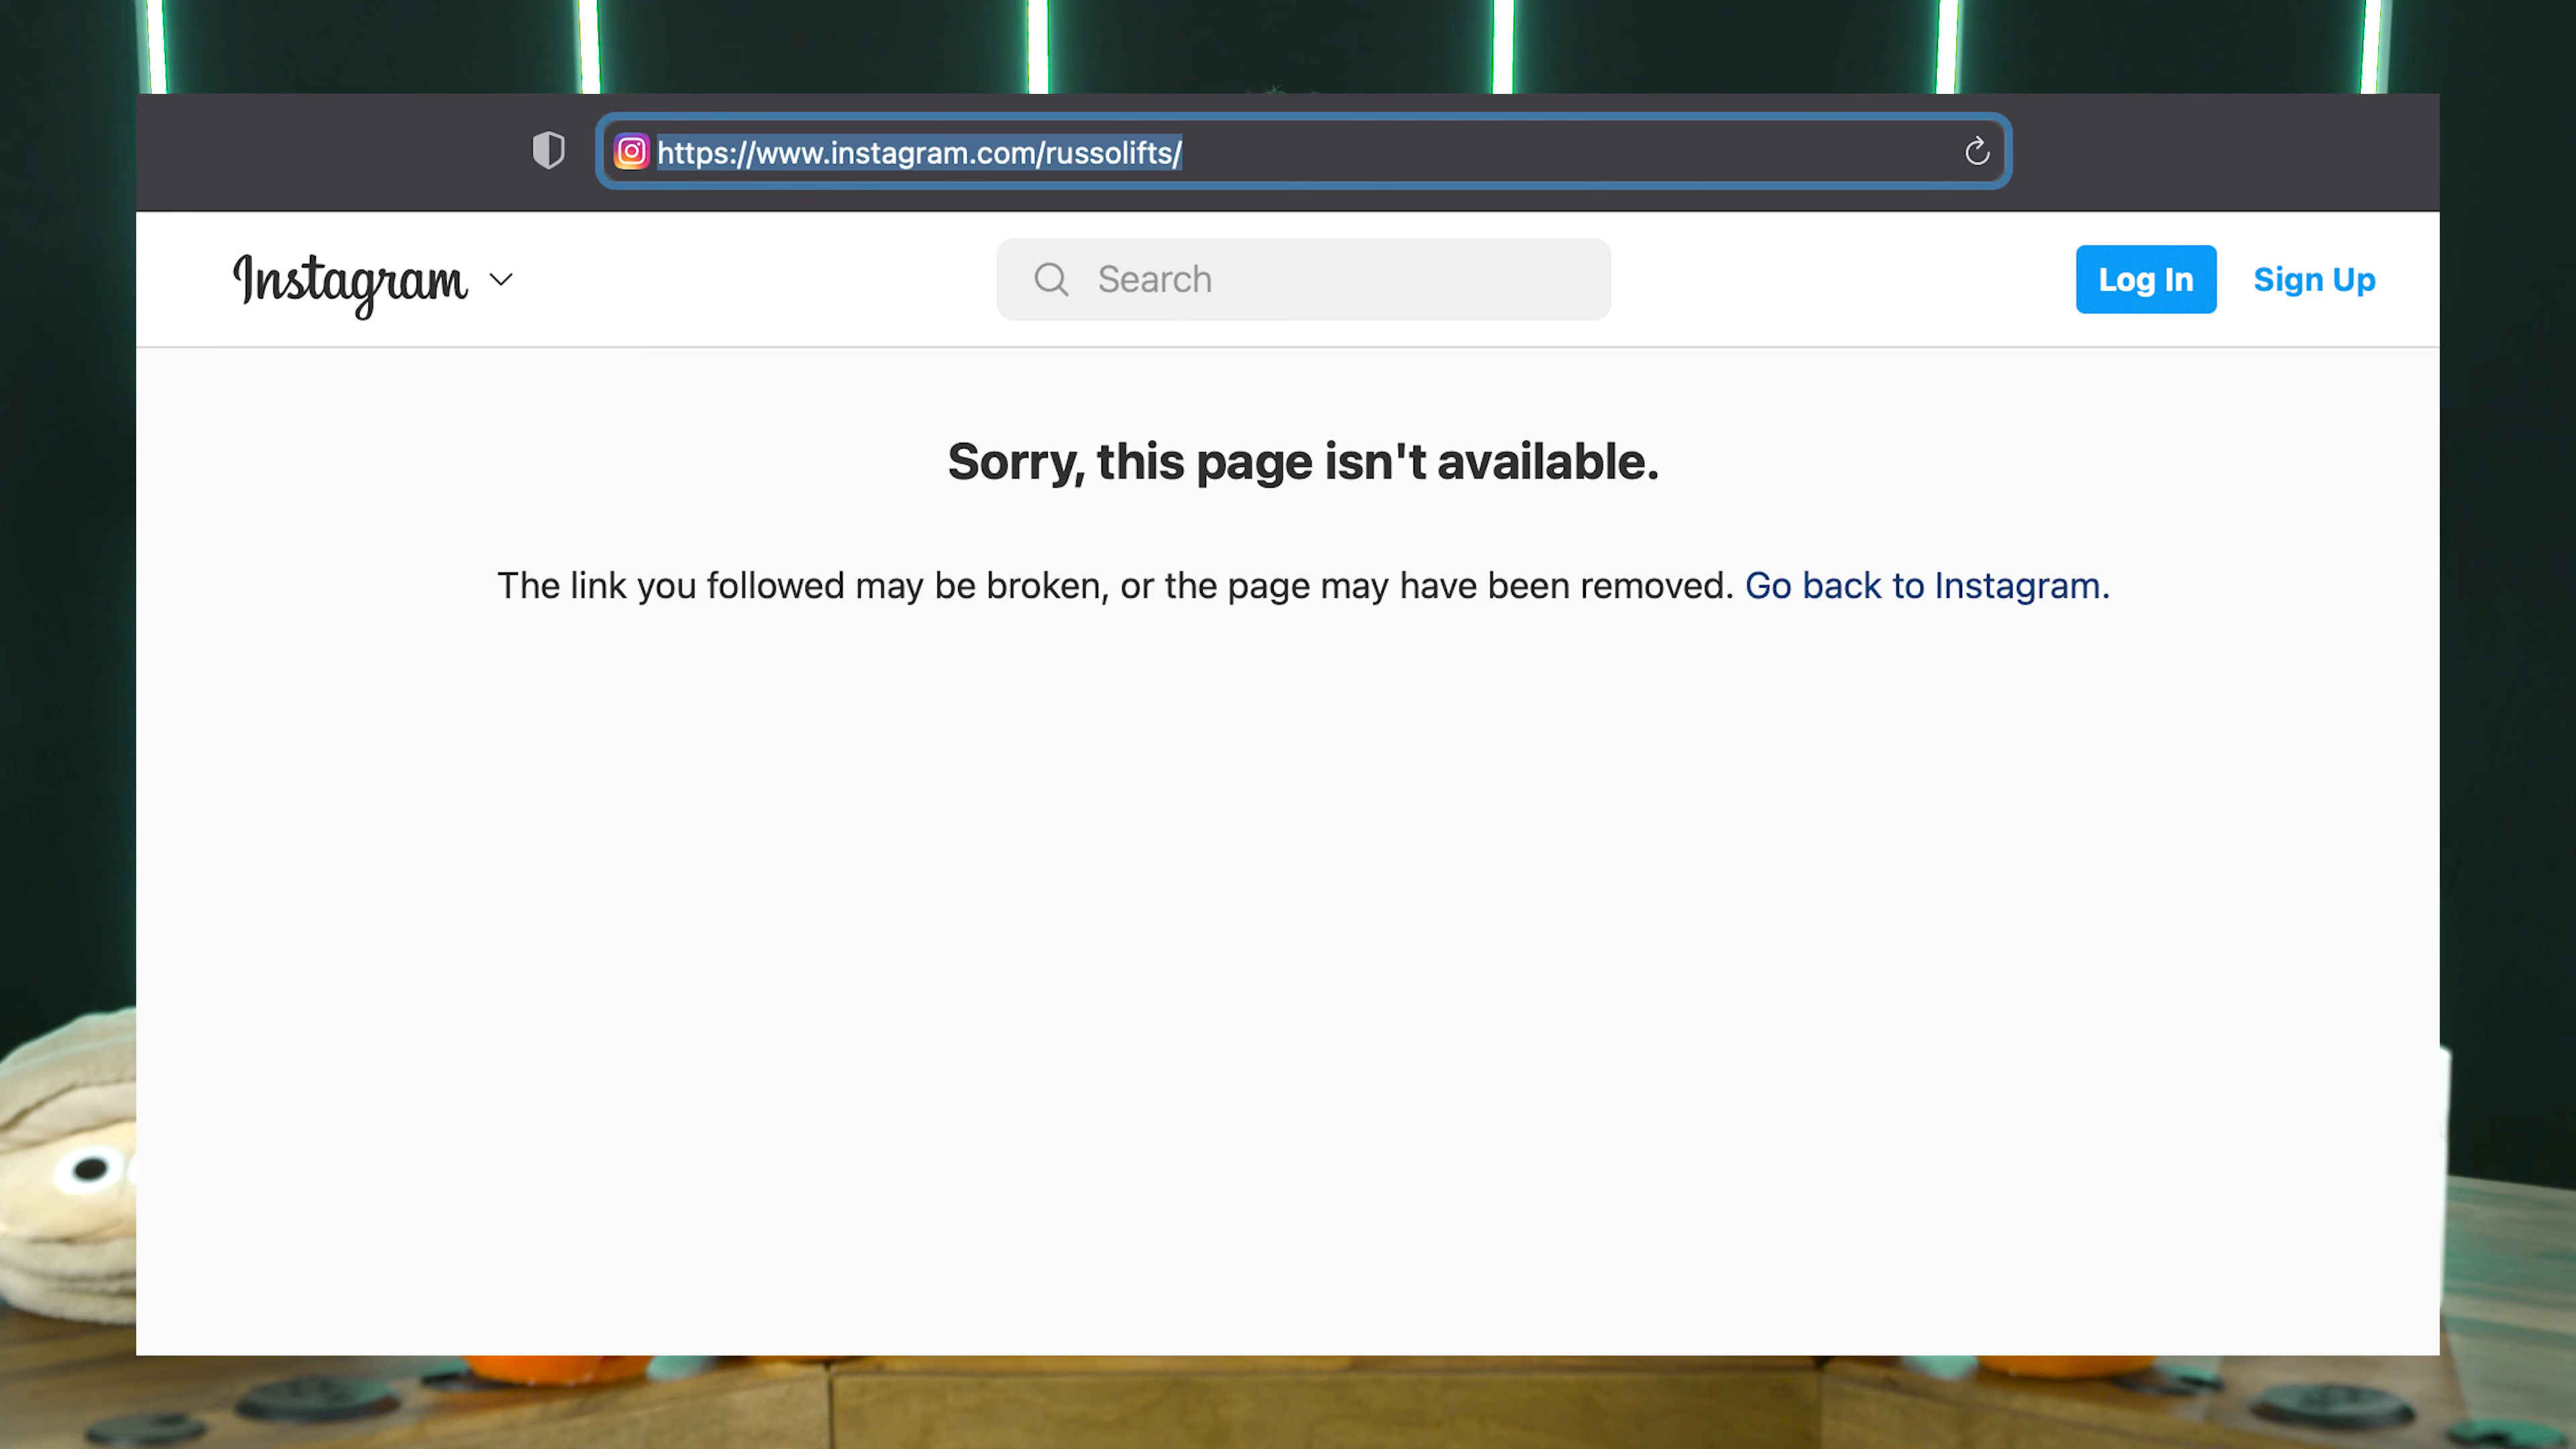 https://www.instagram.com/russolifts/
Instagram
Search
Log In
Sign Up
Sorry, this page isn't available.
The link you followed may be broken, or the page may have been removed. Go back to Instagram.